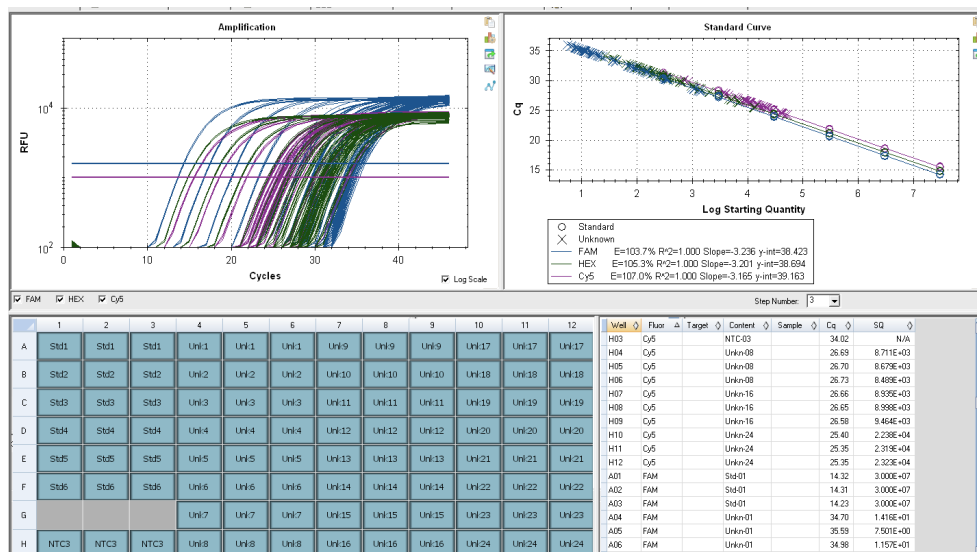 Amplification
10^4
10^2
RFU
0 10 20 30 40
Cycles
Log Scale
Standard Curve
35
30
25
20
15
Cq
1 2 3 4 5 6 7
Log Starting Quantity
Standard
Unknown
FAM E=103.7% R^2=1.000 Slope=-3.236 y-int=38.423
HEX E=105.3% R^2=1.000 Slope=-3.201 y-int=38.694
Cy5 E=107.0% R^2=1.000 Slope=-3.165 y-int=39.163
FAM HEX Cy5
Step Number: 3
1 2 3 4 5 6 7 8 9 10 11 12
A Std1 Std1 Std1 Unk1 Unk1 Unk1 Unk9 Unk9 Unk9 Unk17 Unk17 Unk17
B Std2 Std2 Std2 Unk2 Unk2 Unk2 Unk10 Unk10 Unk10 Unk18 Unk18 Unk18
C Std3 Std3 Std3 Unk3 Unk3 Unk3 Unk11 Unk11 Unk11 Unk19 Unk19 Unk19
D Std4 Std4 Std4 Unk4 Unk4 Unk4 Unk12 Unk12 Unk12 Unk20 Unk20 Unk20
E Std5 Std5 Std5 Unk5 Unk5 Unk5 Unk13 Unk13 Unk13 Unk21 Unk21 Unk21
F Std6 Std6 Std6 Unk6 Unk6 Unk6 Unk14 Unk14 Unk14 Unk22 Unk22 Unk22
G Unk7 Unk7 Unk7 Unk15 Unk15 Unk15 Unk23 Unk23 Unk23
H NTC3 NTC3 NTC3 Unk8 Unk8 Unk8 Unk16 Unk16 Unk16 Unk24 Unk24 Unk24
Well Fluor Target Content Sample Cq SQ
H03 Cy5 NTC-03 34.02 N/A
H04 Cy5 Unkn-08 26.69 8.711E+03
H05 Cy5 Unkn-08 26.70 8.679E+03
H06 Cy5 Unkn-08 26.73 8.489E+03
H07 Cy5 Unkn-16 26.66 8.935E+03
H08 Cy5 Unkn-16 26.65 8.998E+03
H09 Cy5 Unkn-16 26.58 9.464E+03
H10 Cy5 Unkn-24 25.40 2.238E+04
H11 Cy5 Unkn-24 25.35 2.319E+04
H12 Cy5 Unkn-24 25.35 2.323E+04
A01 FAM Std-01 14.32 3.000E+07
A02 FAM Std-01 14.31 3.000E+07
A03 FAM Std-01 14.23 3.000E+07
A04 FAM Unkn-01 34.70 1.416E+01
A05 FAM Unkn-01 35.59 7.501E+00
A06 FAM Unkn-01 34.98 1.157E+01